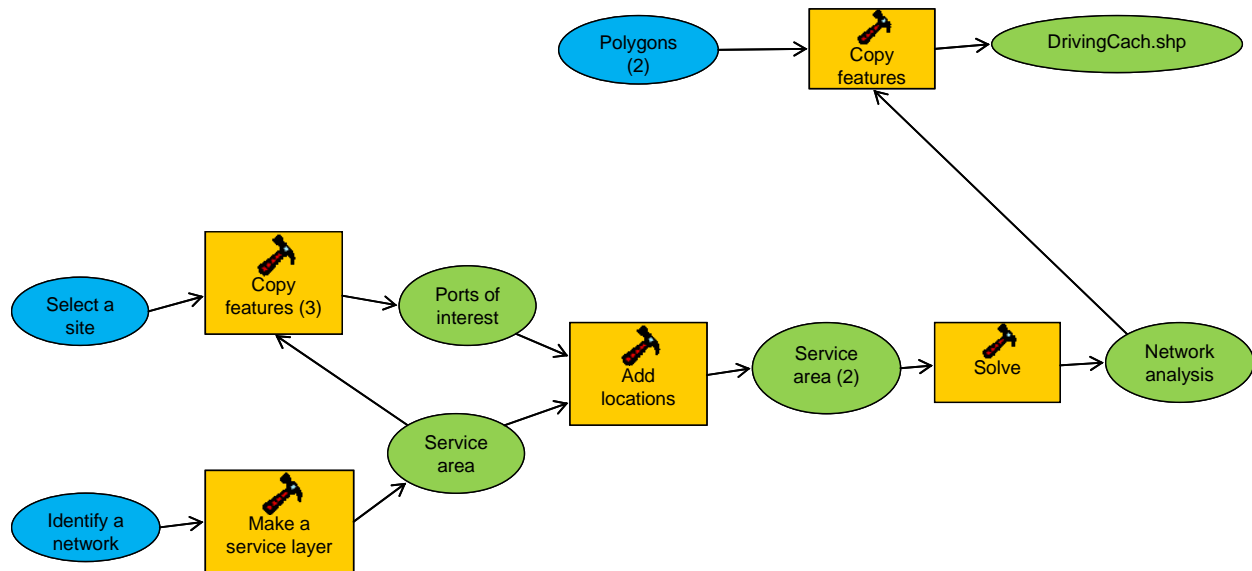 Polygons
(2)
Copy
features
DrivingCach.shp
Select a
site
Copy
features (3)
Ports of
interest
Add
locations
Service
area (2)
Solve
Network
analysis
Service
area
Identify a
network
Make a
service layer